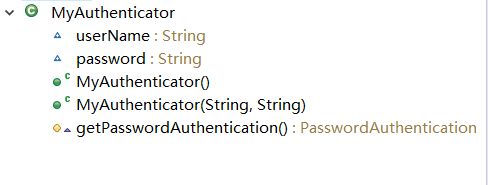 MyAuthenticator
userName : String
password : String
MyAuthenticator()
MyAuthenticator(String, String)
getPasswordAuthentication() : PasswordAuthentication